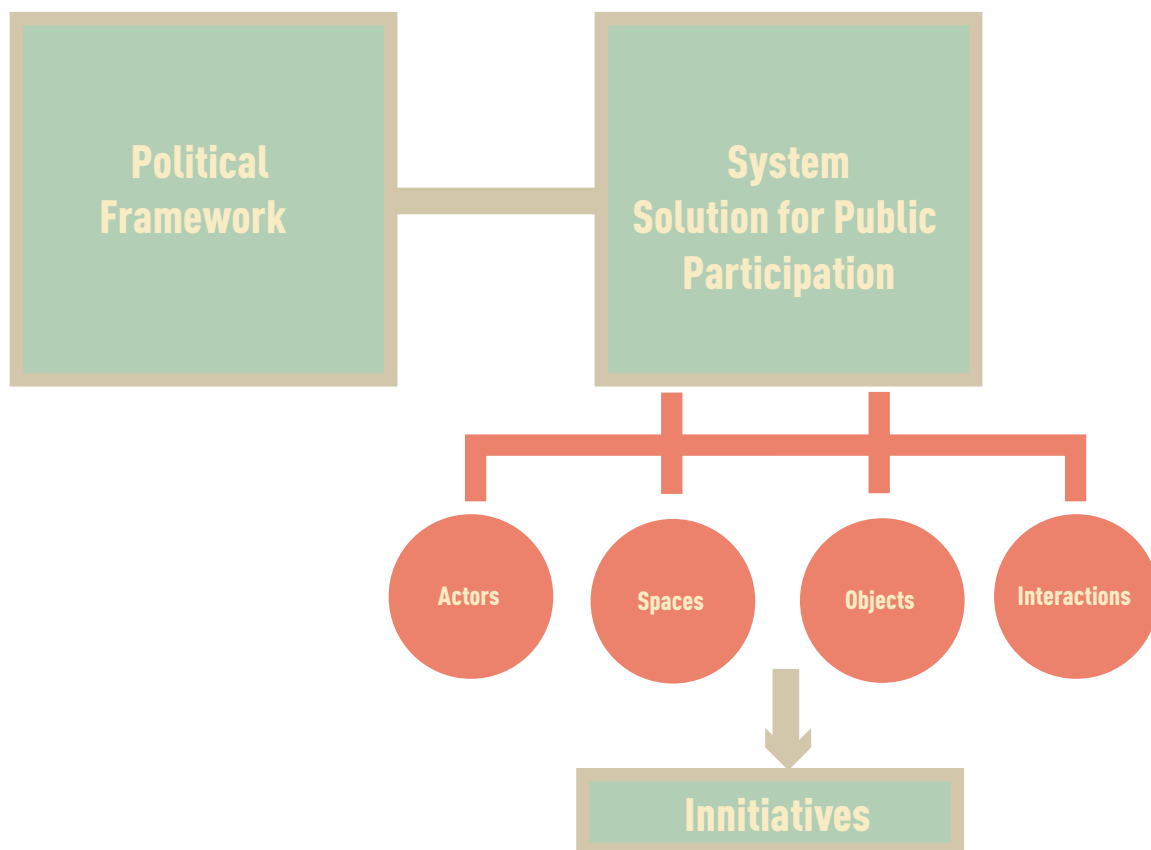 Political
Framework
System
Solution for Public
Participation
Actors
Spaces
Objects
Interactions
Innitiatives